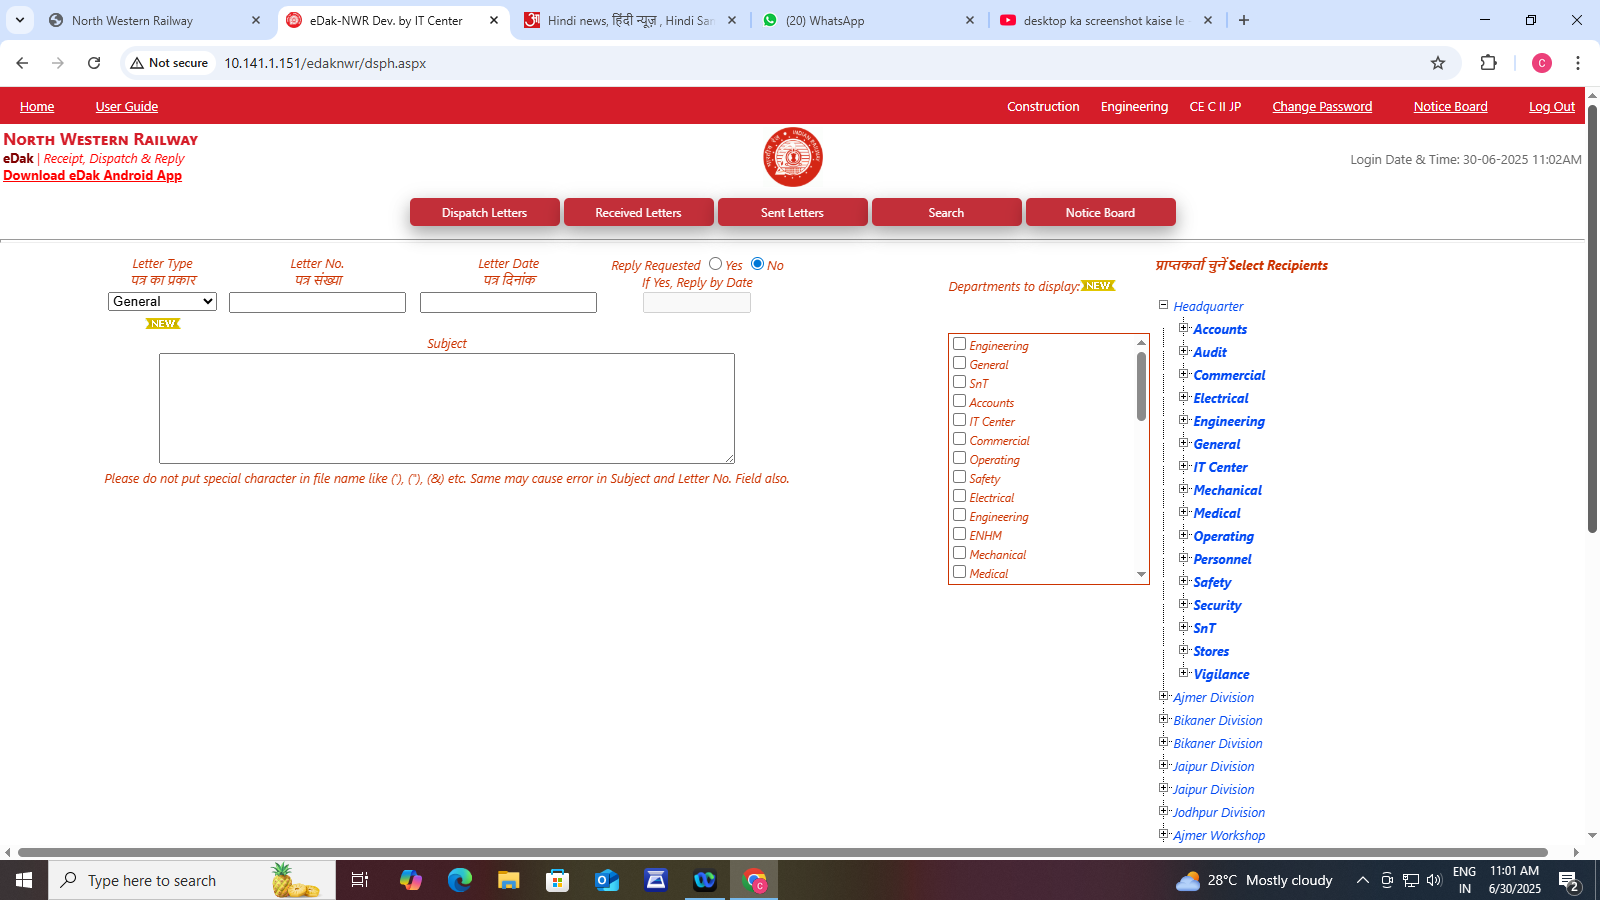 North Western Railway
eDak-NWR Dev. by IT Center
Hindi news, हिंदी न्यूज़ , Hindi Sar
(20) WhatsApp
desktop ka screenshot kaise le -
Not secure
10.141.1.151/edaknwr/dsph.aspx
C
Home User Guide Construction Engineering CE C II JP Change Password Notice Board Log Out
North Western Railway
eDak | Receipt, Dispatch & Reply
Download eDak Android App
Login Date & Time: 30-06-2025 11:02AM
Dispatch Letters Received Letters Sent Letters Search Notice Board
Letter Type
पत्र का प्रकार
General
NEW
Letter No.
पत्र संख्या
Letter Date
पत्र दिनांक
Reply Requested Yes No
If Yes, Reply by Date
Subject
Please do not put special character in file name like ('), ("), (&) etc. Same may cause error in Subject and Letter No. Field also.
Departments to display: NEW
Engineering
General
SnT
Accounts
IT Center
Commercial
Operating
Safety
Electrical
Engineering
ENHM
Mechanical
Medical
प्राप्तकर्ता चुनें Select Recipients
Headquarter
Accounts
Audit
Commercial
Electrical
Engineering
General
IT Center
Mechanical
Medical
Operating
Personnel
Safety
Security
SnT
Stores
Vigilance
Ajmer Division
Bikaner Division
Bikaner Division
Jaipur Division
Jaipur Division
Jodhpur Division
Ajmer Workshop
Type here to search
28°C Mostly cloudy
ENG
IN
11:01 AM
6/30/2025
2